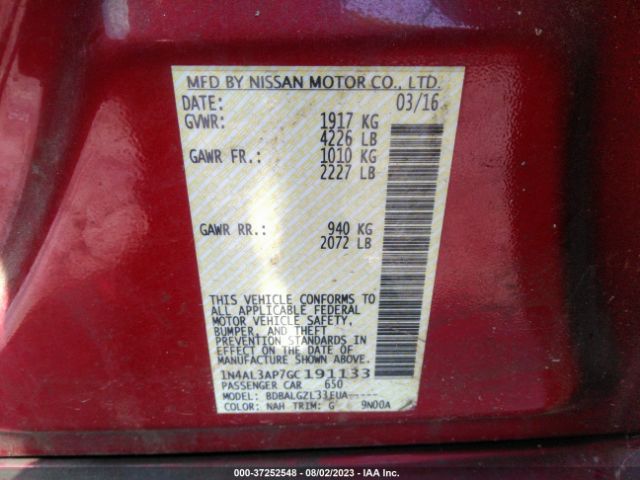 MFD BY NISSAN MOTOR CO., LTD.
DATE: 03/16
GVWR: 1917 KG
4226 LB
GAWR FR.: 1010 KG
2227 LB
GAWR RR.: 940 KG
2072 LB
THIS VEHICLE CONFORMS TO
ALL APPLICABLE FEDERAL
MOTOR VEHICLE SAFETY,
BUMPER, AND THEFT
PREVENTION STANDARDS
IN EFFECT ON THE DATE OF
MANUFACTURE SHOWN ABOVE.
1N4AL3AP7GC191133
PASSENGER CAR 650
MODEL: BDBALGZL33EUA-----
COLOR: NAH TRIM: G 9N00A
000-37252548 - 08/02/2023 - IAA Inc.